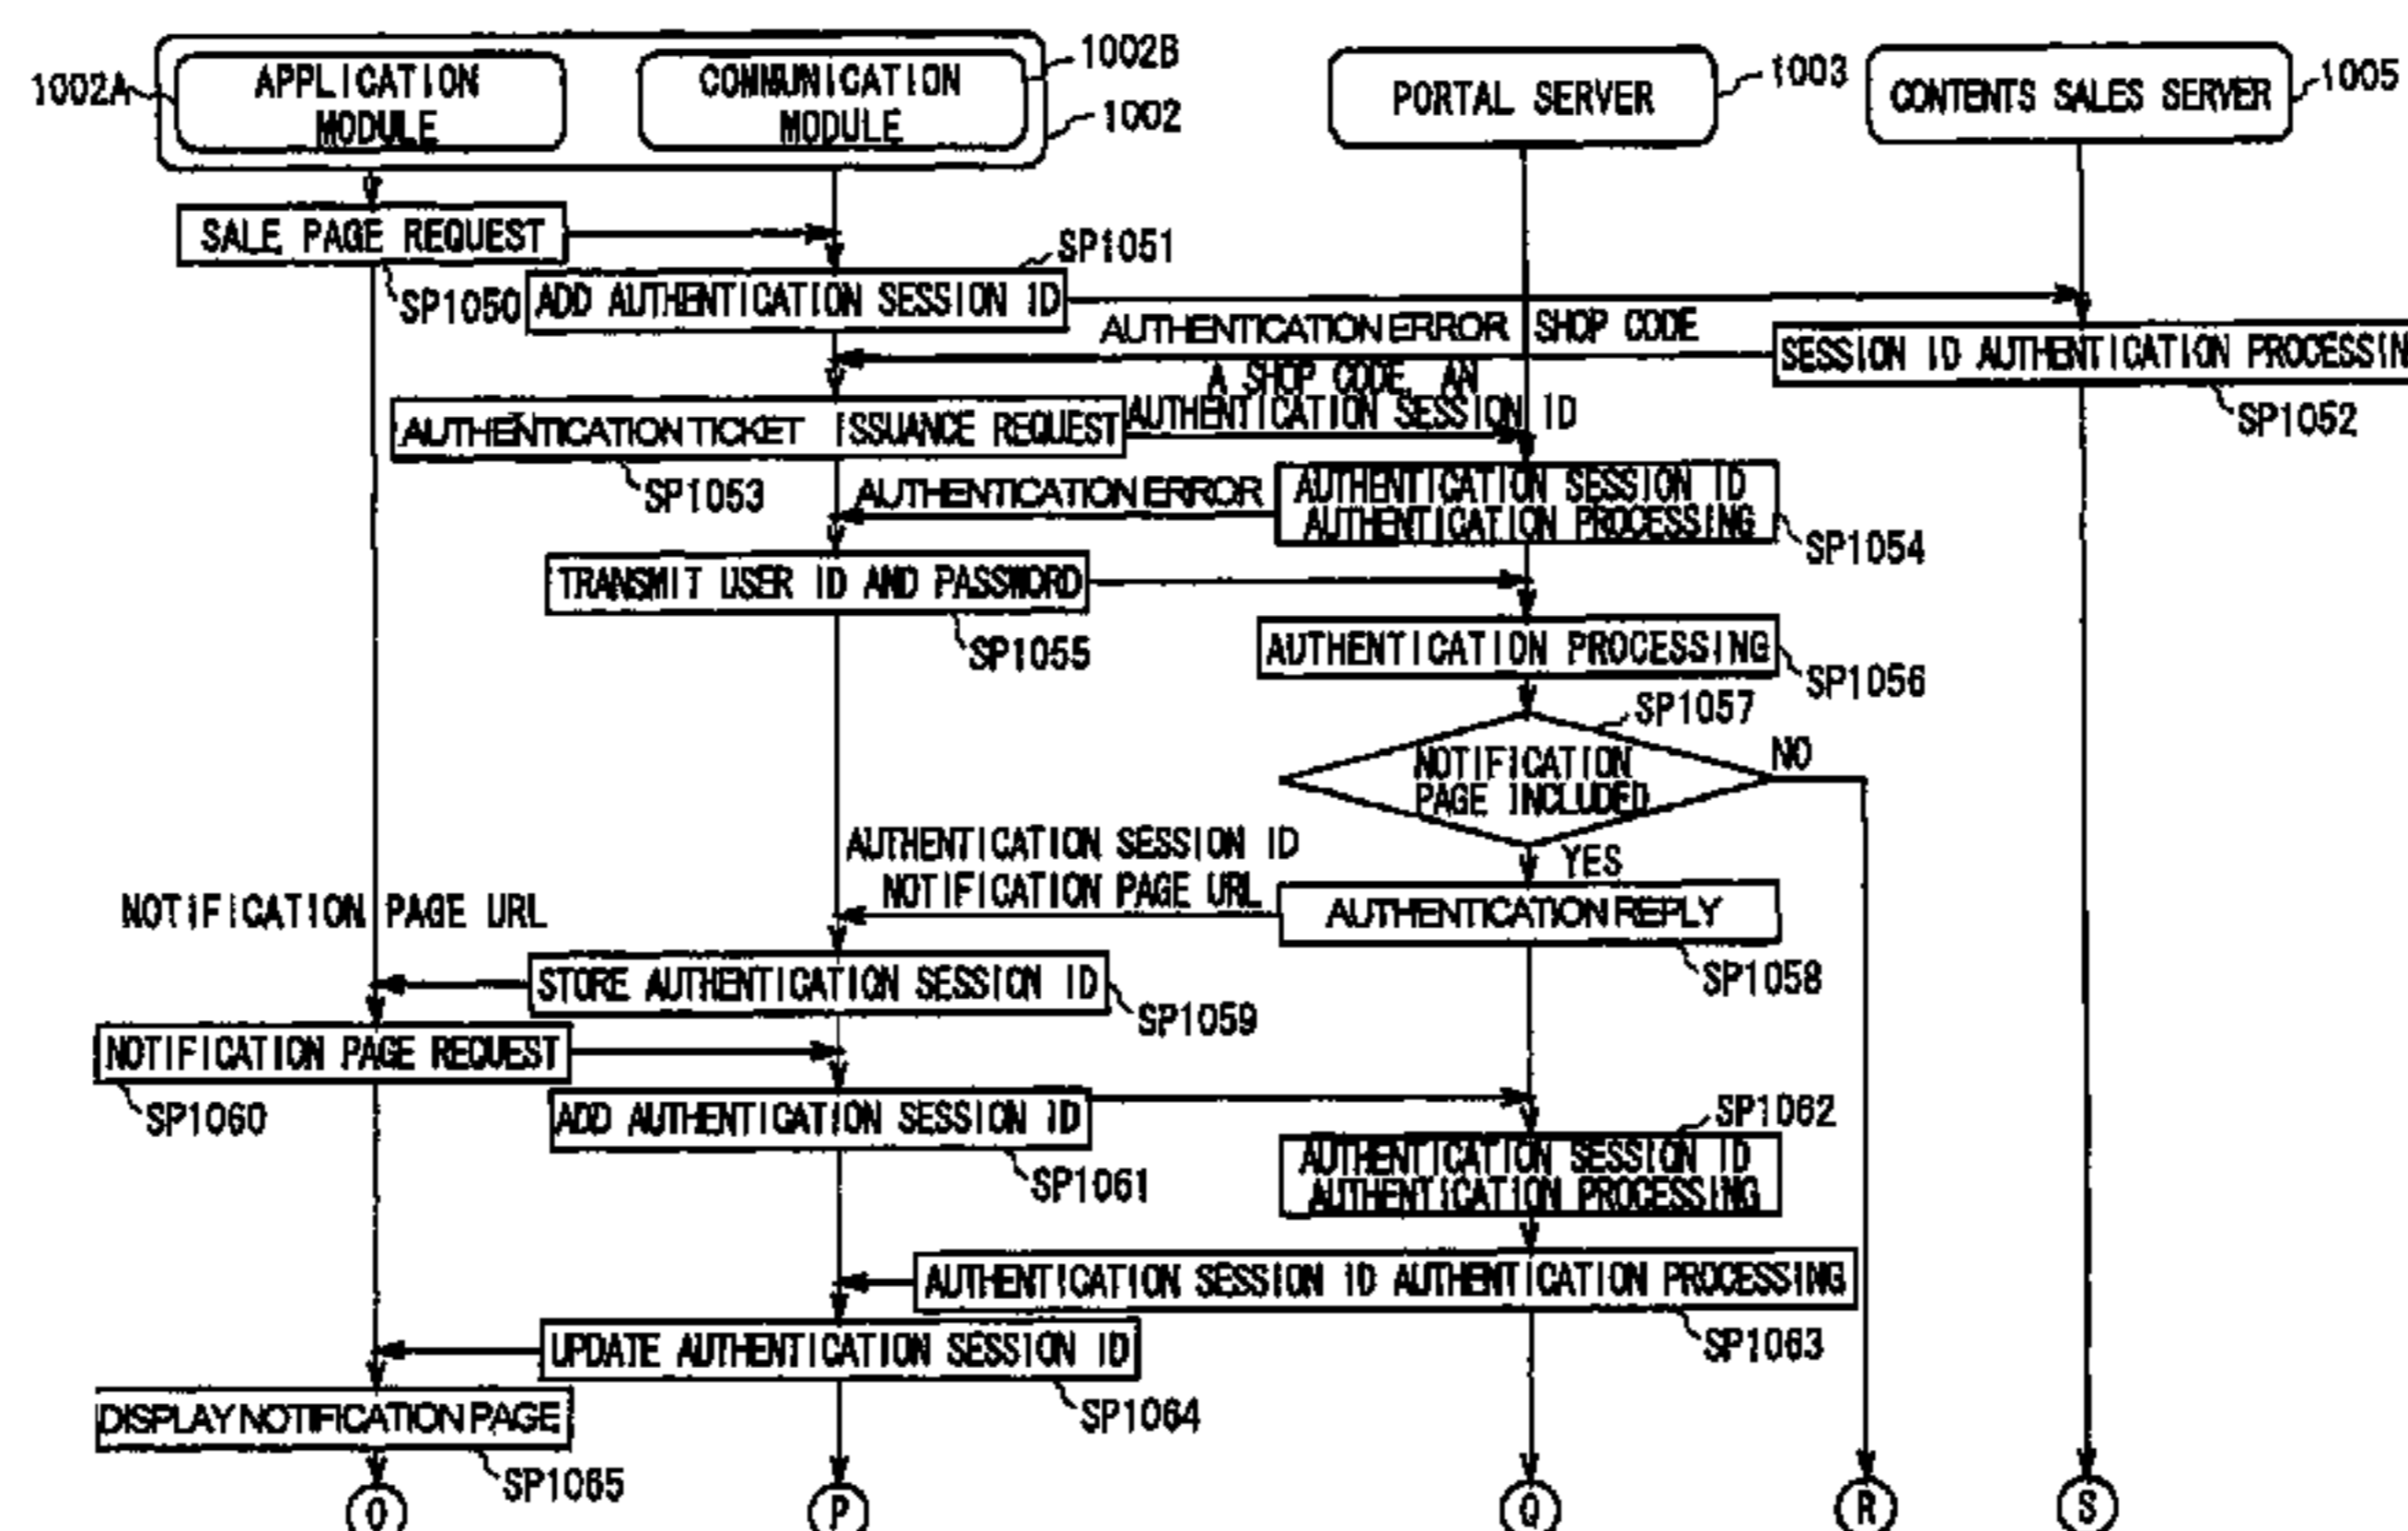 1002A
APPLICATION
MODULE
COMMUNICATION
MODULE
1002B
1002
PORTAL SERVER
1003
CONTENTS SALES SERVER
1005
SALE PAGE REQUEST
SP1050
SP1051
ADD AUTHENTICATION SESSION ID
AUTHENTICATION ERROR SHOP CODE
SESSION ID AUTHENTICATION PROCESSIN
SP1052
A SHOP CODE, AN
AUTHENTICATION SESSION ID
AUTHENTICATION TICKET ISSUANCE REQUEST
SP1053
AUTHENTICATION ERROR
AUTHENTICATION SESSION ID
AUTHENTICATION PROCESSING
SP1054
TRANSMIT USER ID AND PASSWORD
SP1055
AUTHENTICATION PROCESSING
SP1056
SP1057
NOTIFICATION
PAGE INCLUDED
NO
YES
AUTHENTICATION SESSION ID
NOTIFICATION PAGE URL
AUTHENTICATION REPLY
SP1058
NOTIFICATION PAGE URL
STORE AUTHENTICATION SESSION ID
SP1059
NOTIFICATION PAGE REQUEST
SP1060
ADD AUTHENTICATION SESSION ID
SP1061
SP1062
AUTHENTICATION SESSION ID
AUTHENTICATION PROCESSING
AUTHENTICATION SESSION ID AUTHENTICATION PROCESSING
SP1063
UPDATE AUTHENTICATION SESSION ID
SP1064
DISPLAY NOTIFICATION PAGE
SP1065
O
P
Q
R
S